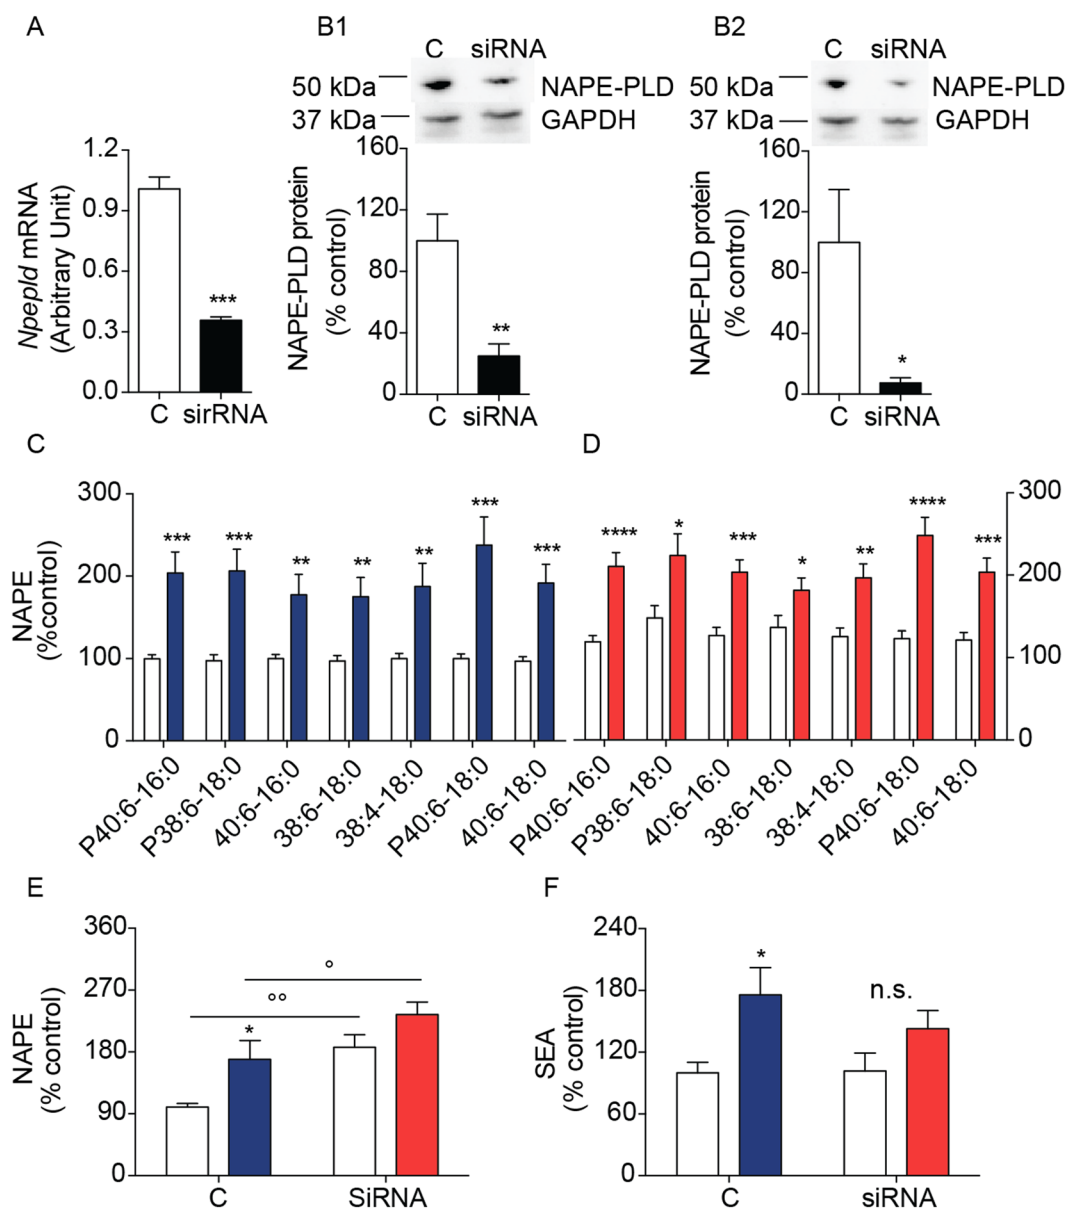 A
B1
B2
C siRNA
C siRNA
50 kDa NAPE-PLD
50 kDa NAPE-PLD
37 kDa GAPDH
37 kDa GAPDH
Npepld mRNA
(Arbitrary Unit)
1.2
0.9
0.6
0.3
0.0
***
C sirRNA
NAPE-PLD protein
(% control)
160
120
80
40
0
**
C siRNA
NAPE-PLD protein
(% control)
160
120
80
40
0
*
C siRNA
C
NAPE
(%control)
300
200
100
0
*** *** ** ** ** *** ***
P40:6-16:0
P38:6-18:0
40:6-16:0
38:6-18:0
38:4-18:0
P40:6-18:0
40:6-18:0
D
**** * *** * ** **** ***
300
200
100
0
P40:6-16:0
P38:6-18:0
40:6-16:0
38:6-18:0
38:4-18:0
P40:6-18:0
40:6-18:0
E
NAPE
(% control)
360
270
180
90
0
°
°°
*
C SiRNA
F
SEA
(% control)
240
180
120
60
0
*
n.s.
C siRNA